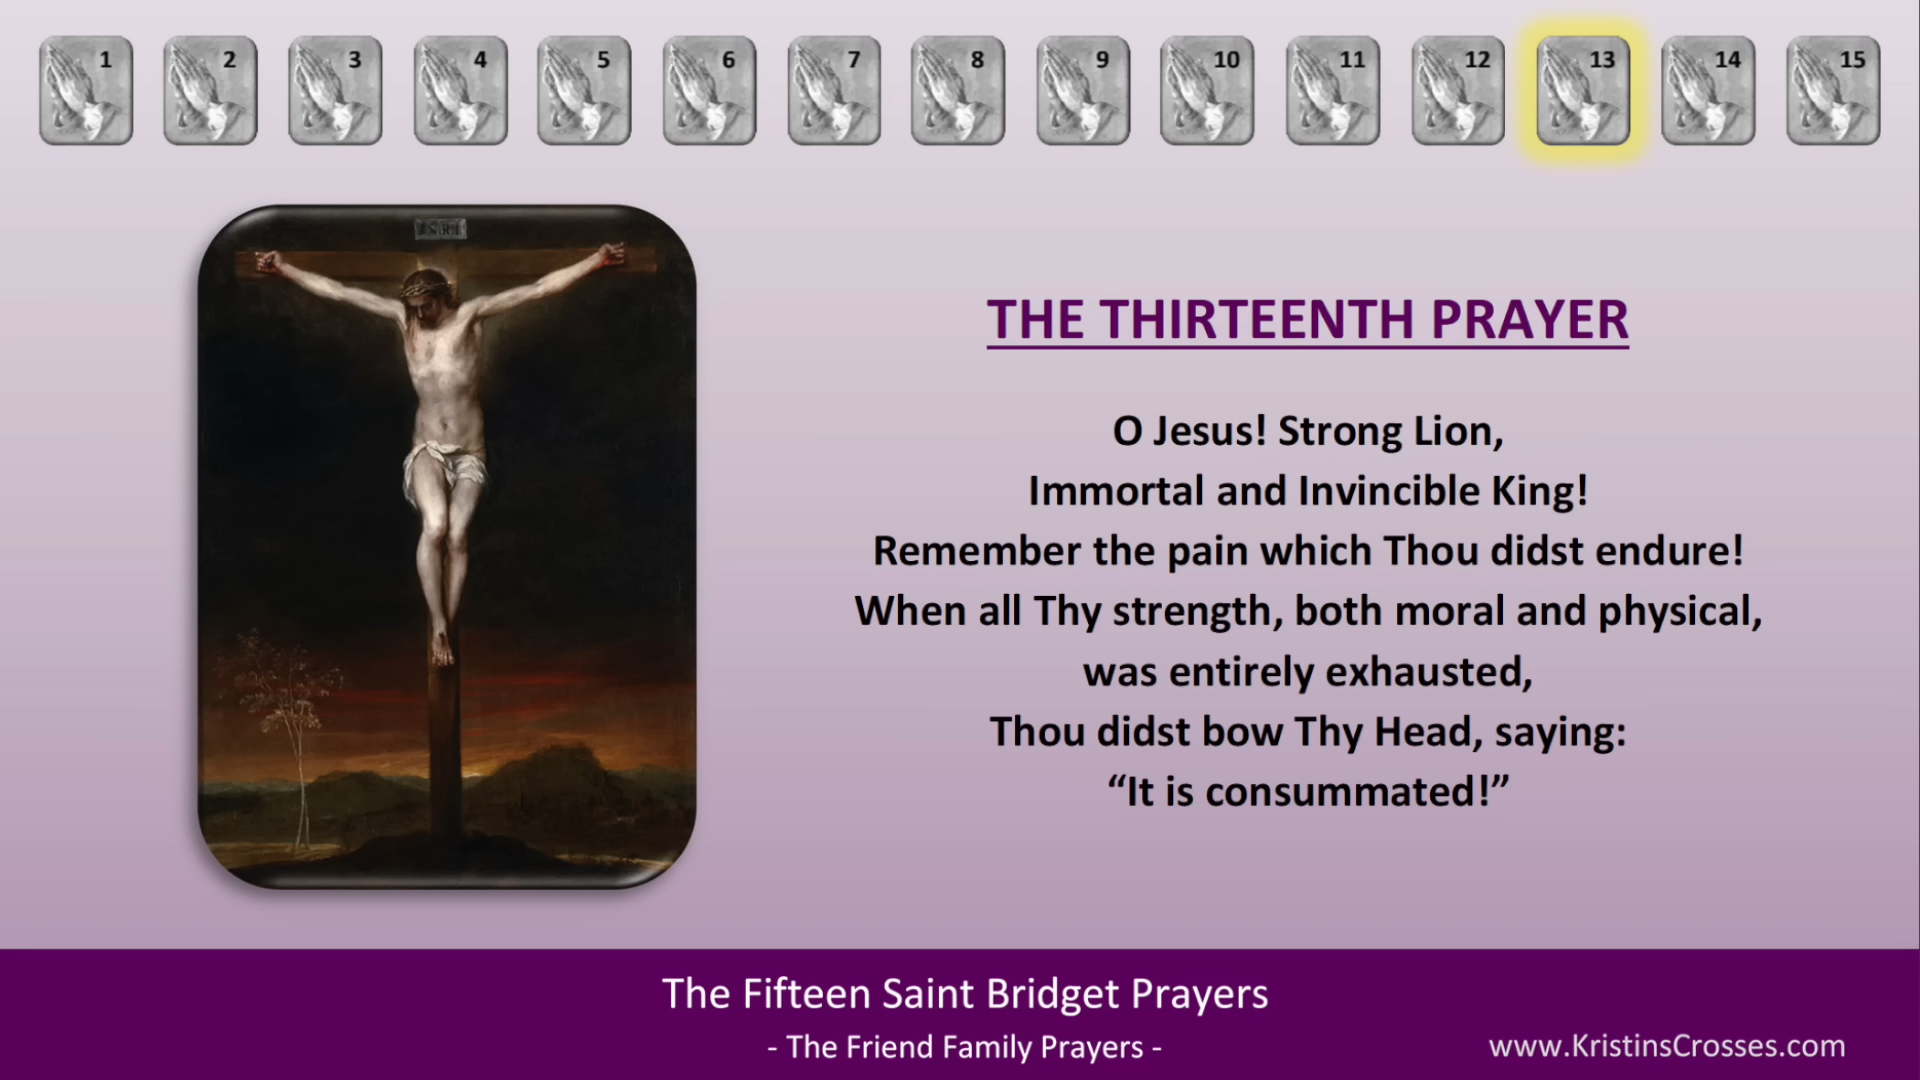 1 2 3 4 5 6 7 8 9 10 11 12 13 14 15
INRI
THE THIRTEENTH PRAYER
O Jesus! Strong Lion,
Immortal and Invincible King!
Remember the pain which Thou didst endure!
When all Thy strength, both moral and physical,
was entirely exhausted,
Thou didst bow Thy Head, saying:
“It is consummated!”
The Fifteen Saint Bridget Prayers
- The Friend Family Prayers -
www.KristinsCrosses.com